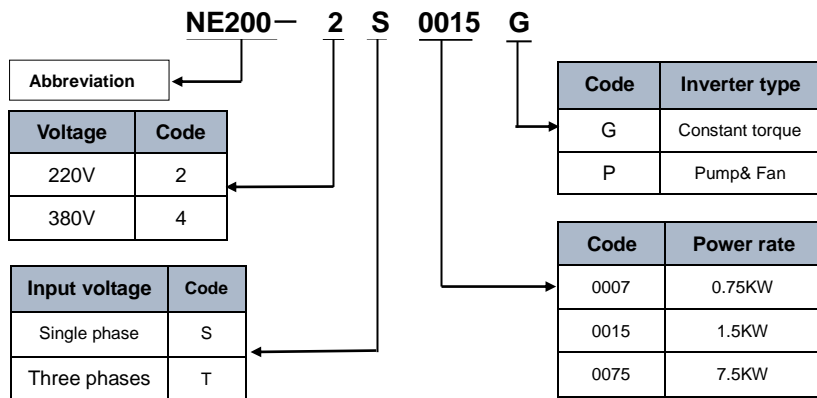 NE200— 2 S 0015 G
Abbreviation
Voltage Code
220V 2
380V 4
Input voltage Code
Single phase S
Three phases T
Code Inverter type
G Constant torque
P Pump& Fan
Code Power rate
0007 0.75KW
0015 1.5KW
0075 7.5KW